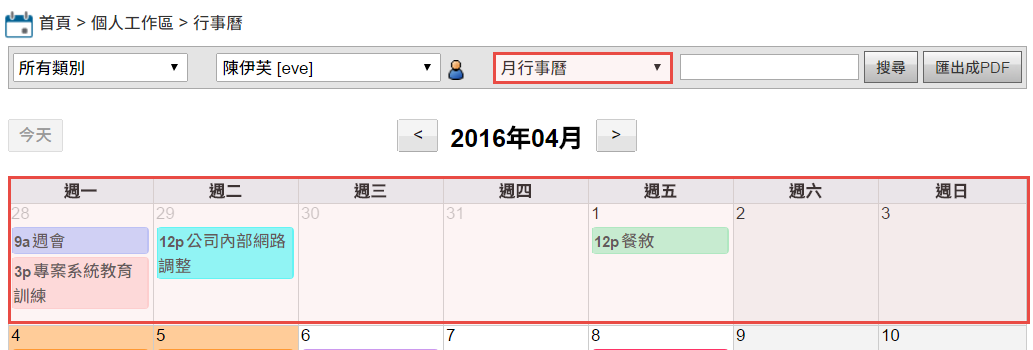 首頁 > 個人工作區 > 行事曆
所有類別 陳伊芙 [eve] 月行事曆 搜尋 匯出成PDF
今天 < 2016年04月 >
週一 週二 週三 週四 週五 週六 週日
28 29 30 31 1 2 3
9a 週會 12p 公司內部網路調整 12p 餐敘
3p 專案系統教育訓練
4 5 6 7 8 9 10